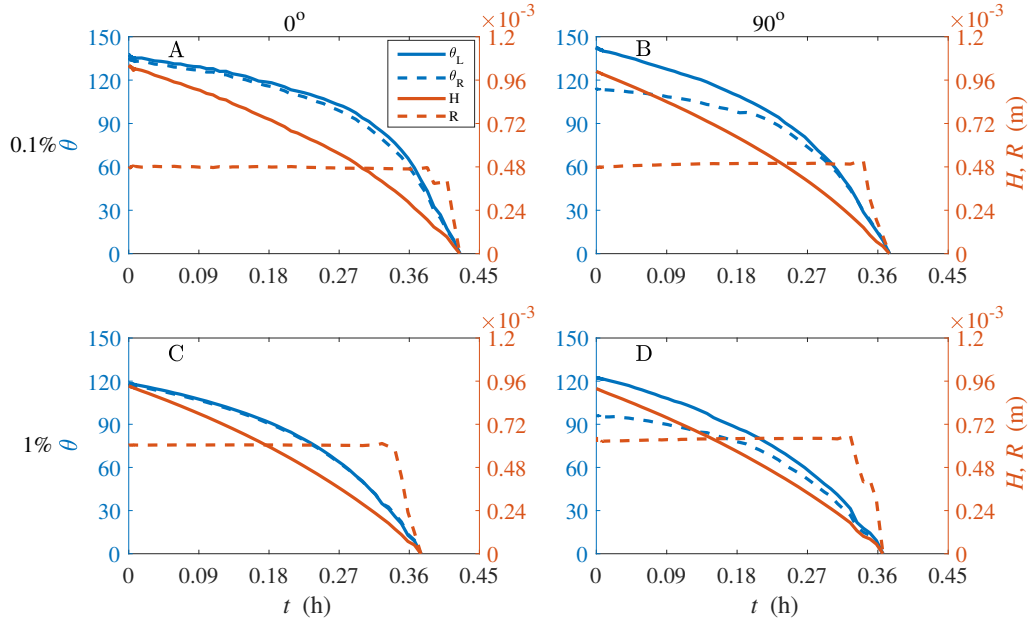 0° 90°
×10⁻³ ×10⁻³
150 A θL 1.2 150 B 1.2
120 θR 0.96 120 0.96
90 H 0.72 90 0.72
0.1% θ R H, R (m)
60 0.48 60 0.48
30 0.24 30 0.24
0 0 0 0
0 0.09 0.18 0.27 0.36 0.45 0 0.09 0.18 0.27 0.36 0.45
×10⁻³ ×10⁻³
150 C 1.2 150 D 1.2
120 0.96 120 0.96
90 0.72 90 0.72
1% θ H, R (m)
60 0.48 60 0.48
30 0.24 30 0.24
0 0 0 0
0 0.09 0.18 0.27 0.36 0.45 0 0.09 0.18 0.27 0.36 0.45
t (h) t (h)